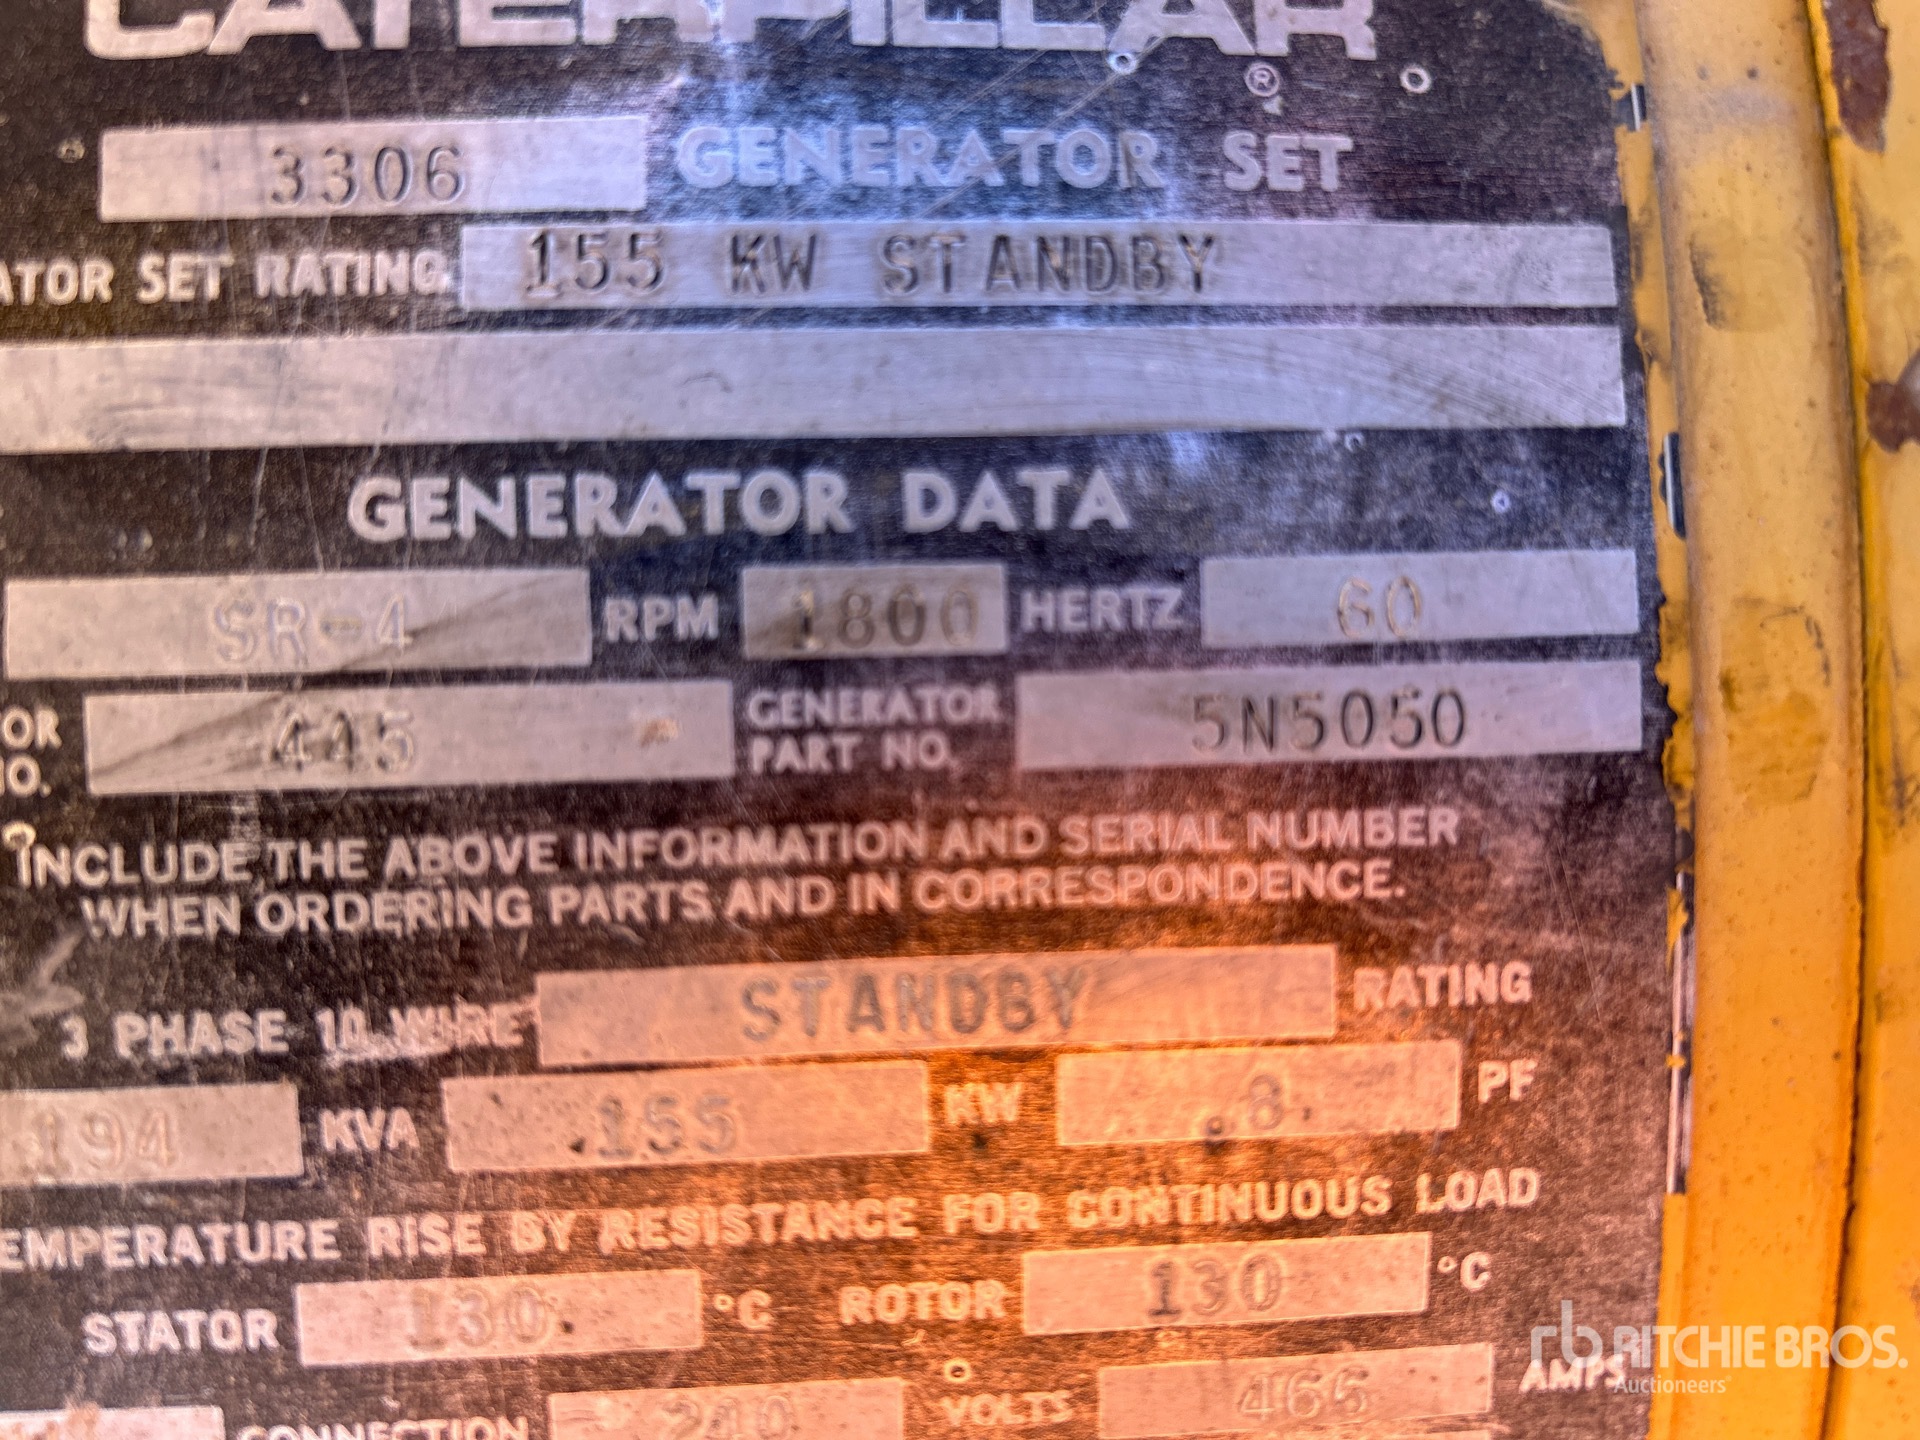 CATERPILLAR
®
3306 GENERATOR SET
ATOR SET RATING 155 KW STANDBY
GENERATOR DATA
SR-4 RPM 1800 HERTZ 60
OR NO. 445 GENERATOR PART NO. 5N5050
INCLUDE THE ABOVE INFORMATION AND SERIAL NUMBER
WHEN ORDERING PARTS AND IN CORRESPONDENCE.
3 PHASE 10 WIRE STANDBY RATING
194 KVA 155 KW .8 PF
EMPERATURE RISE BY RESISTANCE FOR CONTINUOUS LOAD
STATOR 130 °C ROTOR 130 °C
CONNECTION 240 VOLTS 466 AMPS
rb RITCHIE BROS.
Auctioneers